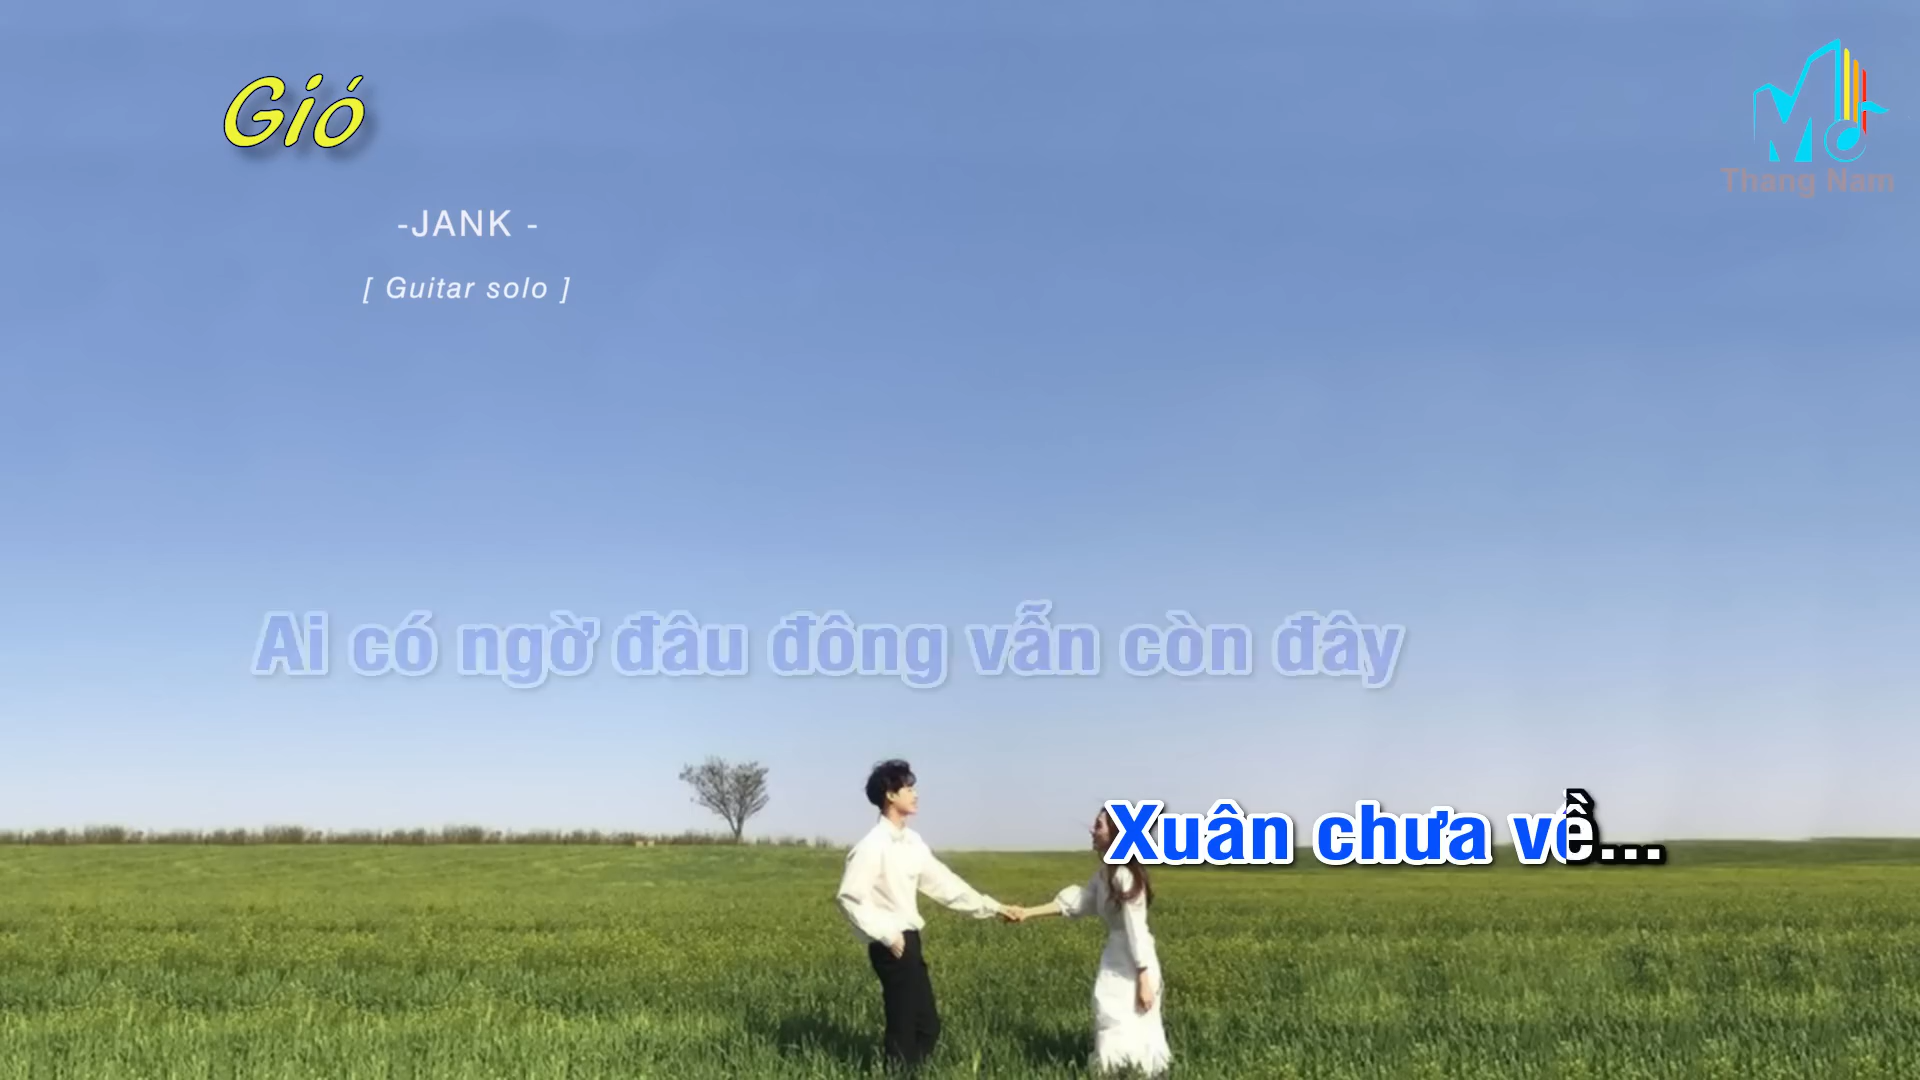 Gió
-JANK -
[ Guitar solo ]
Thang Nam
Ai có ngờ đâu đông vẫn còn đây
Xuân chưa về...